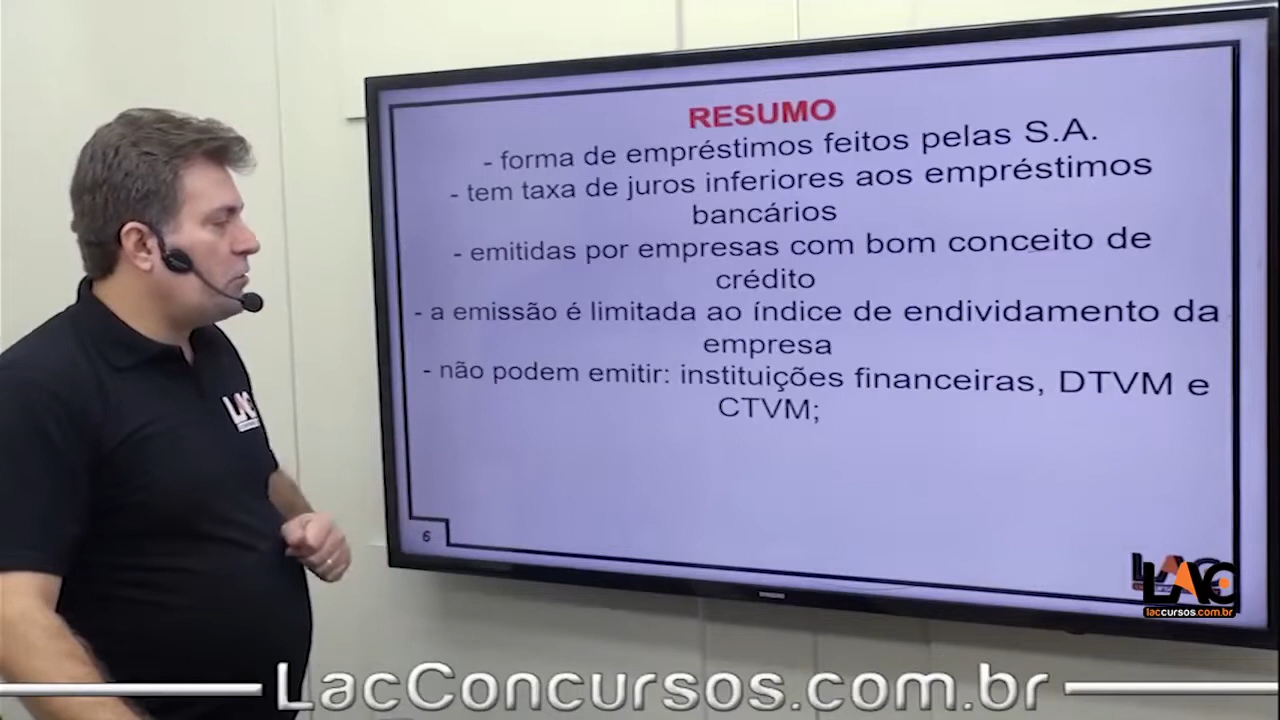 RESUMO
- forma de empréstimos feitos pelas S.A.
- tem taxa de juros inferiores aos empréstimos
bancários
- emitidas por empresas com bom conceito de
crédito
- a emissão é limitada ao índice de endividamento da
empresa
- não podem emitir: instituições financeiras, DTVM e
CTVM;
6
LAC
LAC
laccursos.com.br
LacConcursos.com.br